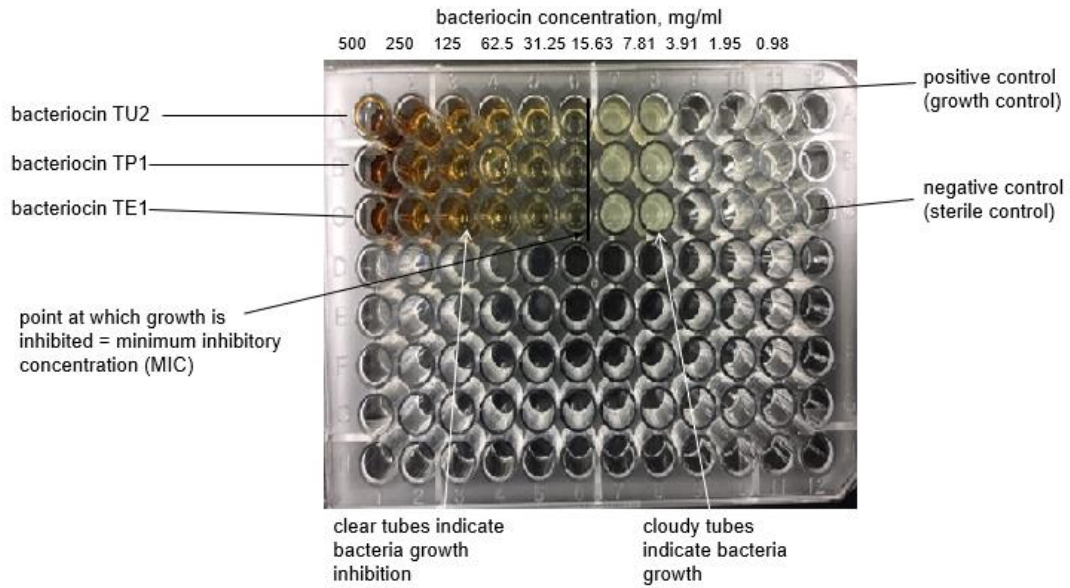 bacteriocin concentration, mg/ml
500 250 125 62.5 31.25 15.63 7.81 3.91 1.95 0.98
bacteriocin TU2
bacteriocin TP1
bacteriocin TE1
positive control
(growth control)
negative control
(sterile control)
point at which growth is
inhibited = minimum inhibitory
concentration (MIC)
clear tubes indicate
bacteria growth
inhibition
cloudy tubes
indicate bacteria
growth